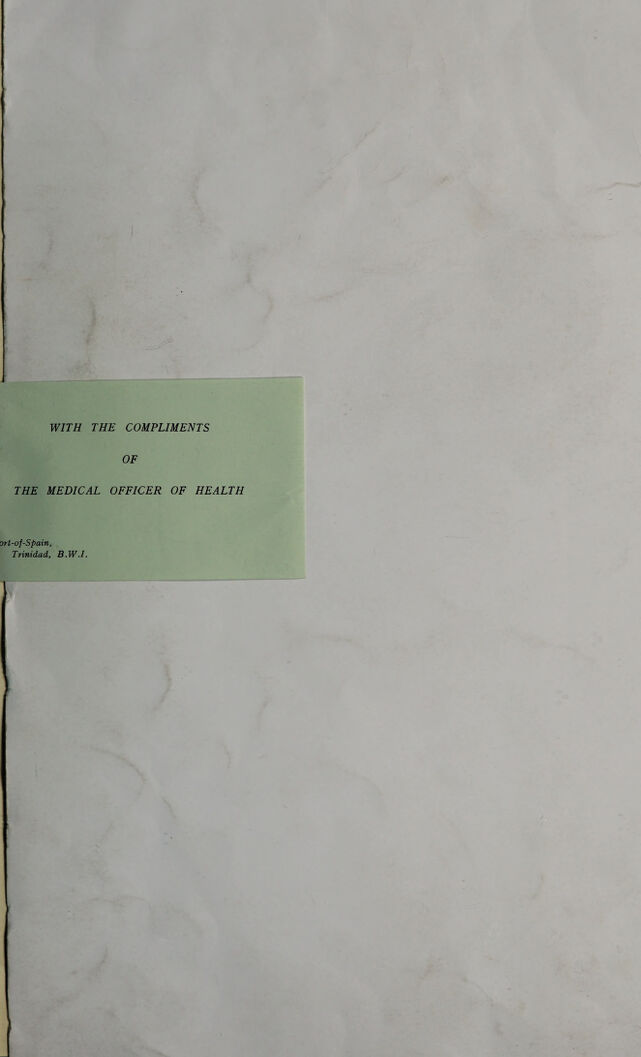 WITH THE COMPLIMENTS
OF
THE MEDICAL OFFICER OF HEALTH
ort-of-Spain,
Trinidad, B.W.I.